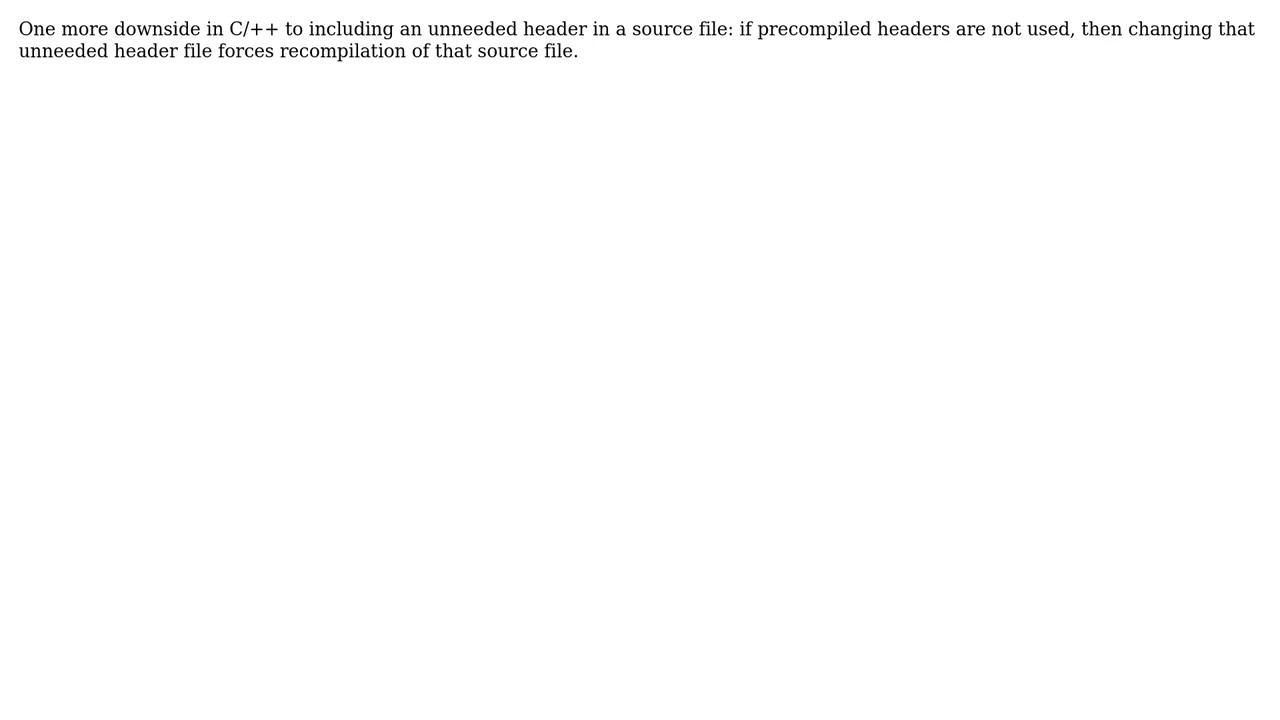 One more downside in C/++ to including an unneeded header in a source file: if precompiled headers are not used, then changing that
unneeded header file forces recompilation of that source file.